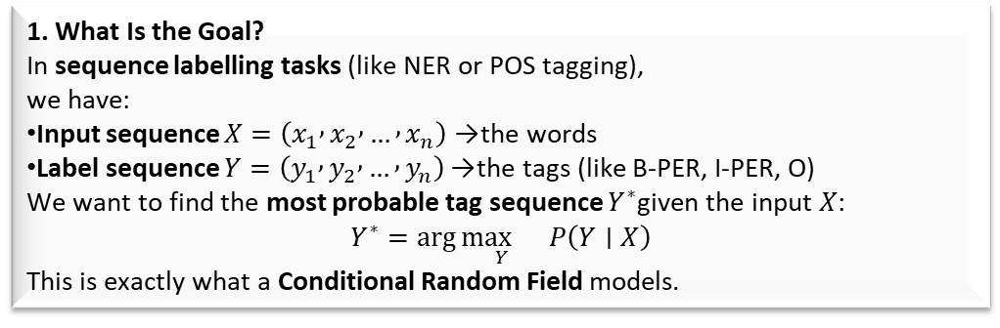 1. What Is the Goal?
In sequence labelling tasks (like NER or POS tagging),
we have:
•Input sequence X = (x₁, x₂, …, xₙ) →the words
•Label sequence Y = (y₁, y₂, …, yₙ) →the tags (like B-PER, I-PER, O)
We want to find the most probable tag sequence Y*given the input X:
Y* = arg max P(Y | X)
Y
This is exactly what a Conditional Random Field models.